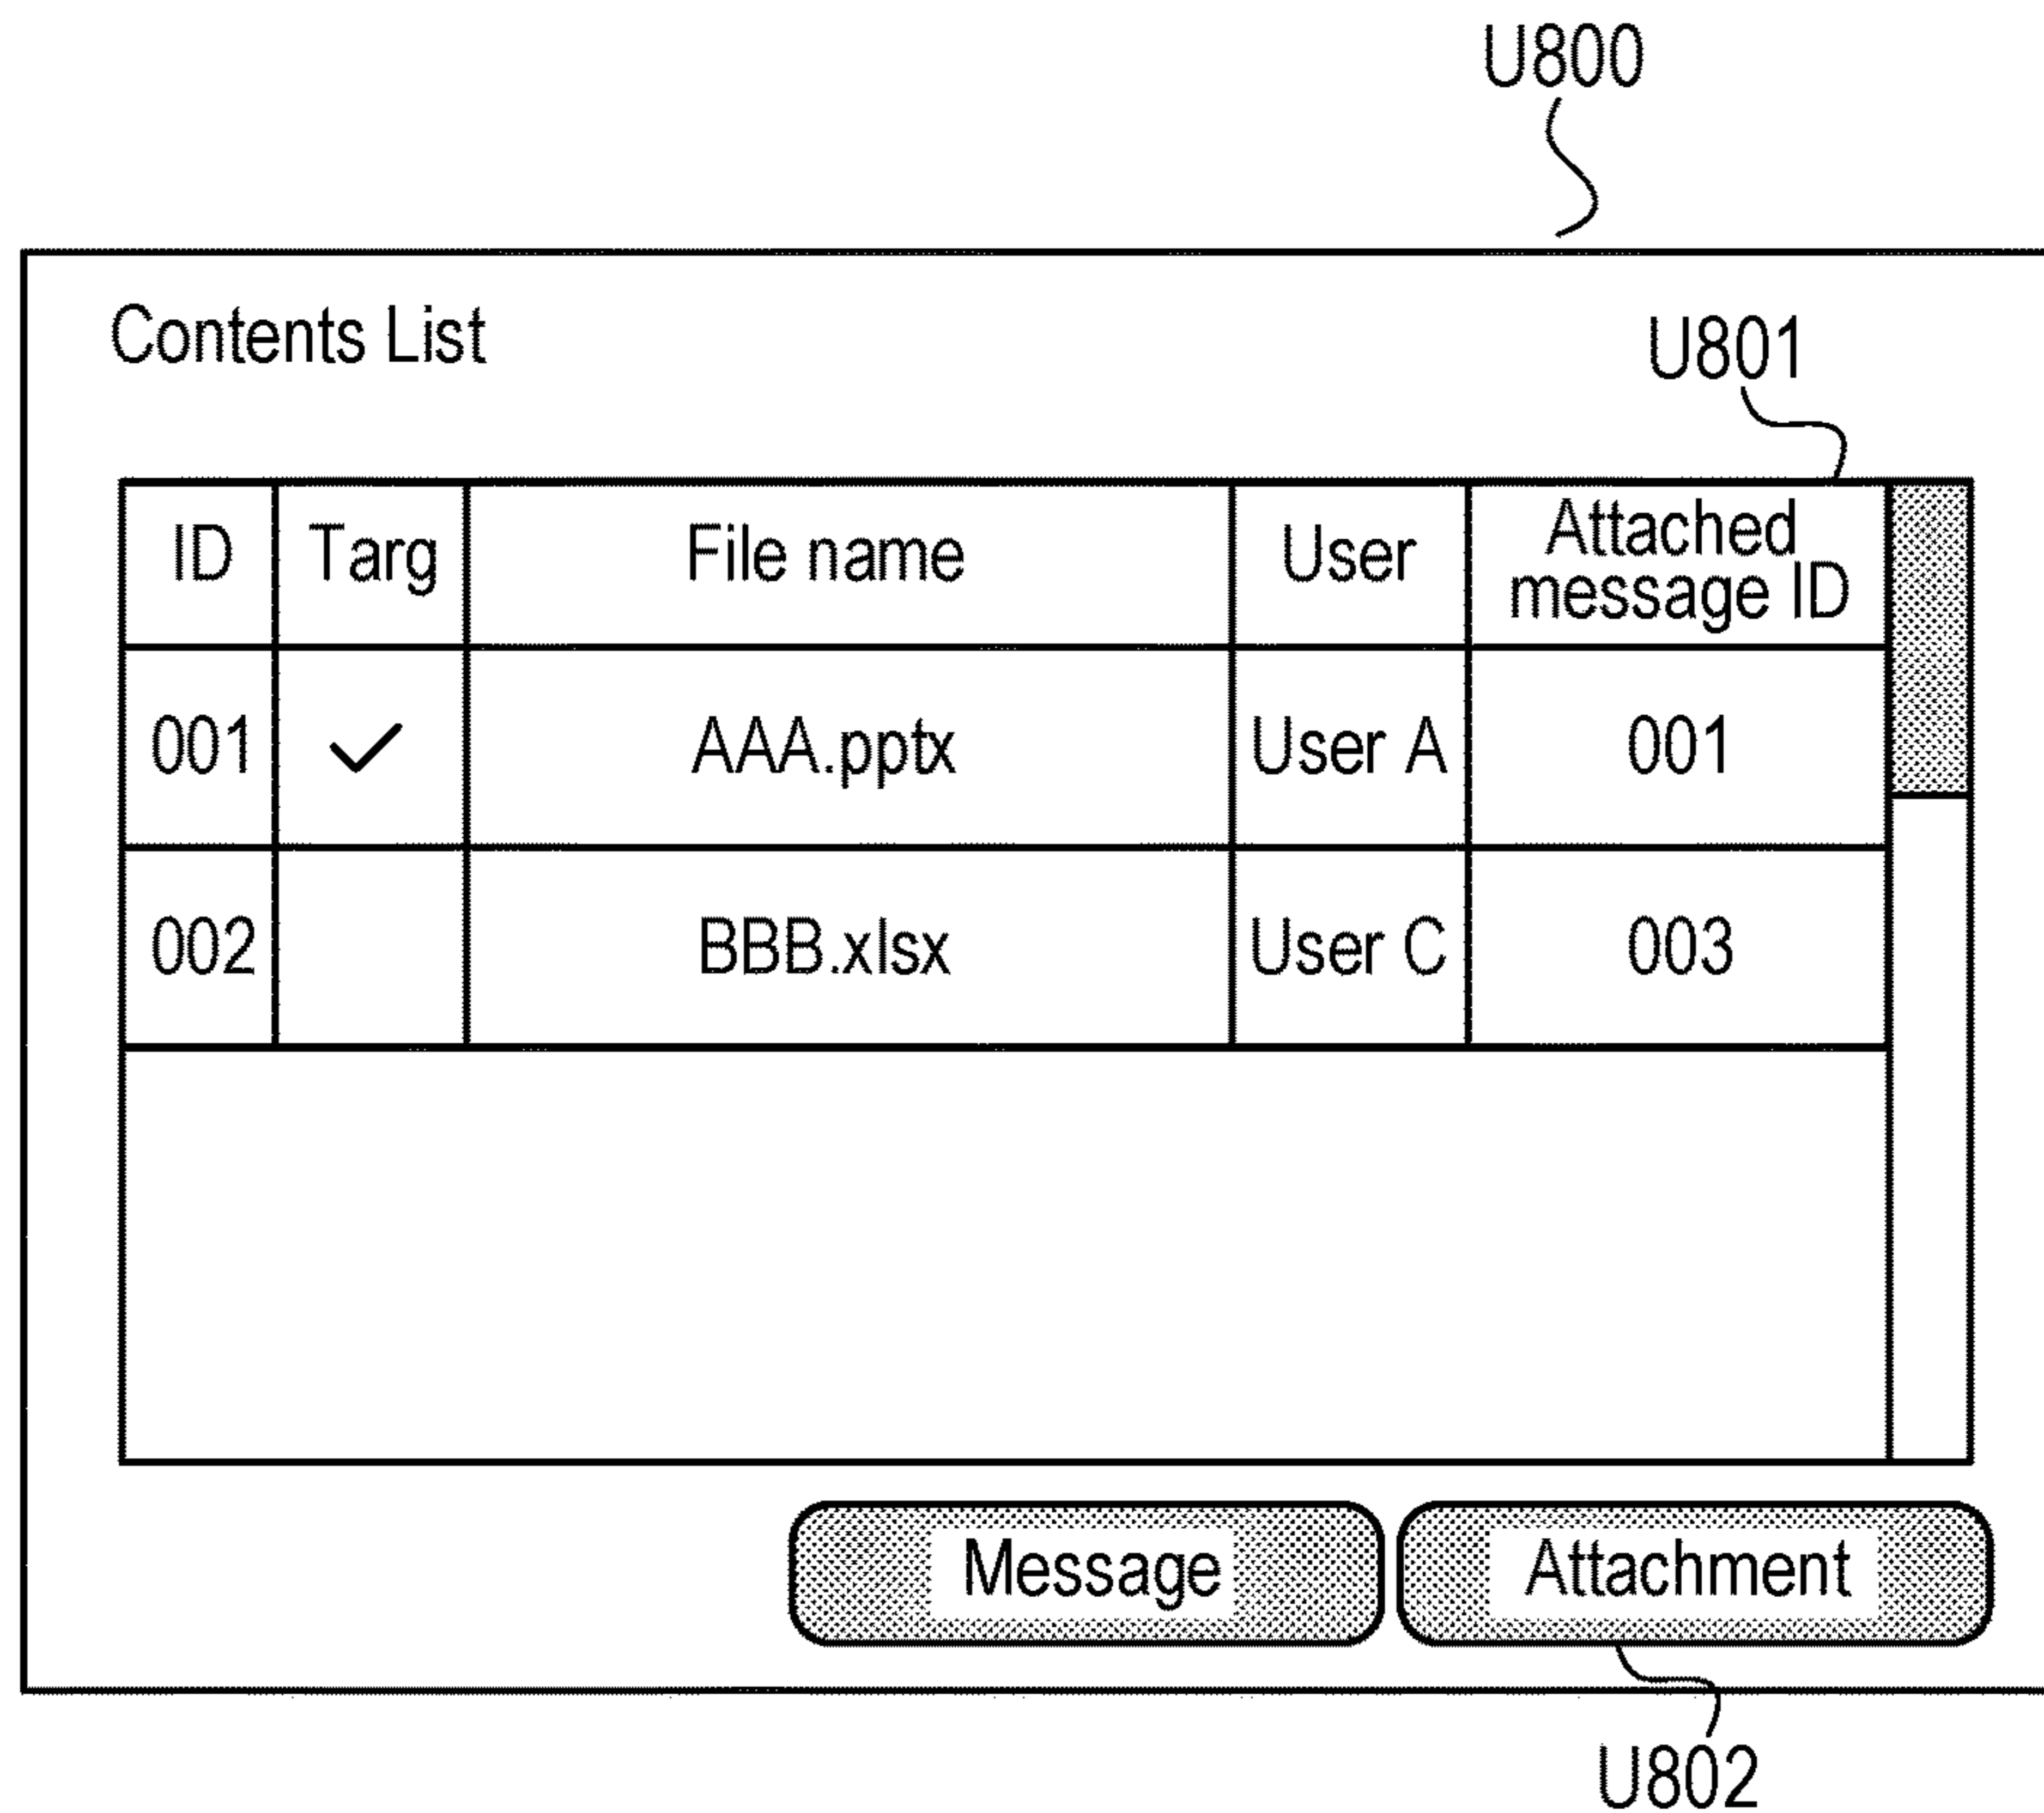 U800
Contents List
U801
ID Targ File name User Attached message ID
001 ✓ AAA.pptx User A 001
002 BBB.xlsx User C 003
Message Attachment
U802